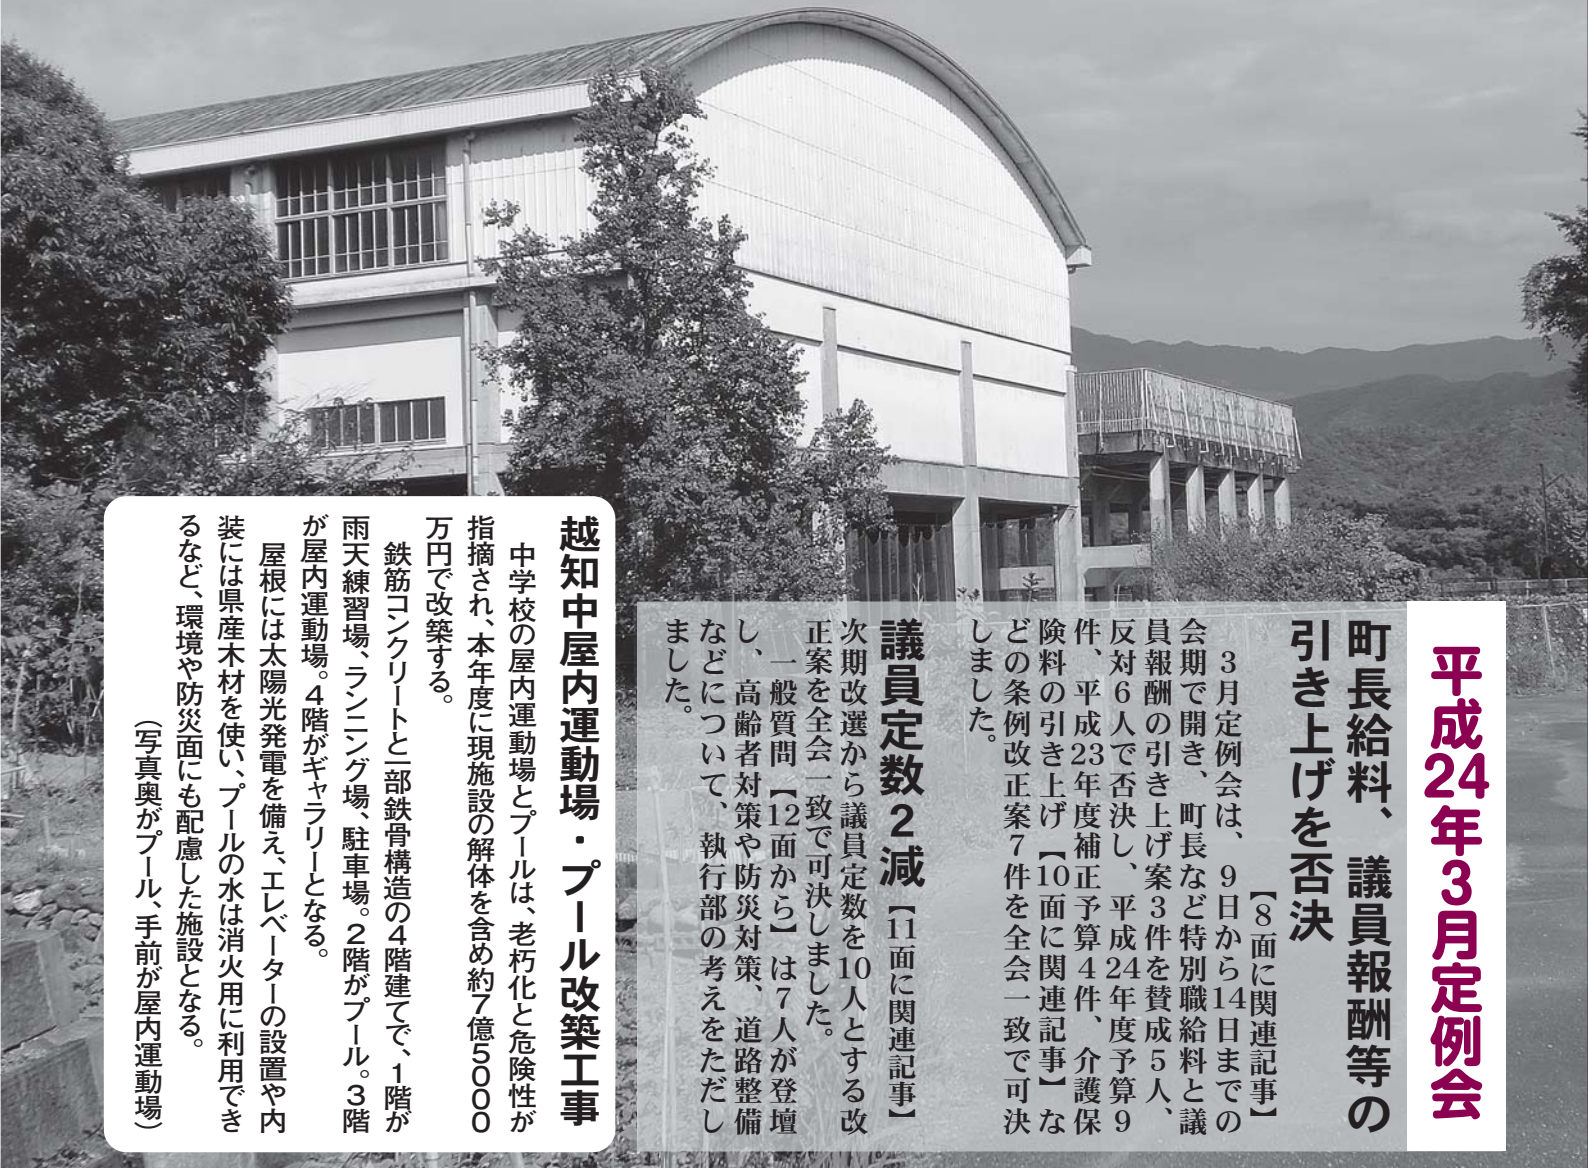 平成24年3月定例会
町長給料、議員報酬等の
引き上げを否決
【8面に関連記事】
3月定例会は、9日から14日までの
会期で開き、町長など特別職給料と議
員報酬の引き上げ案3件を賛成5人、
反対6人で否決し、平成24年度予算9
件、平成23年度補正予算4件、介護保
険料の引き上げ【10面に関連記事】な
どの条例改正案7件を全会一致で可決
しました。
議員定数2減【11面に関連記事】
次期改選から議員定数を10人とする改
正案を全会一致で可決しました。
一般質問【12面から】は7人が登壇
し、高齢者対策や防災対策、道路整備
などについて、執行部の考えをただし
ました。
越知中屋内運動場・プール改築工事
中学校の屋内運動場とプールは、老朽化と危険性が
指摘され、本年度に現施設の解体を含め約7億5000
万円で改築する。
鉄筋コンクリートと一部鉄骨構造の4階建てで、1階が
雨天練習場、ランニング場、駐車場。2階がプール。3階
が屋内運動場。4階がギャラリーとなる。
屋根には太陽光発電を備え、エレベーターの設置や内
装には県産木材を使い、プールの水は消火用に利用でき
るなど、環境や防災面にも配慮した施設となる。
（写真奥がプール、手前が屋内運動場）